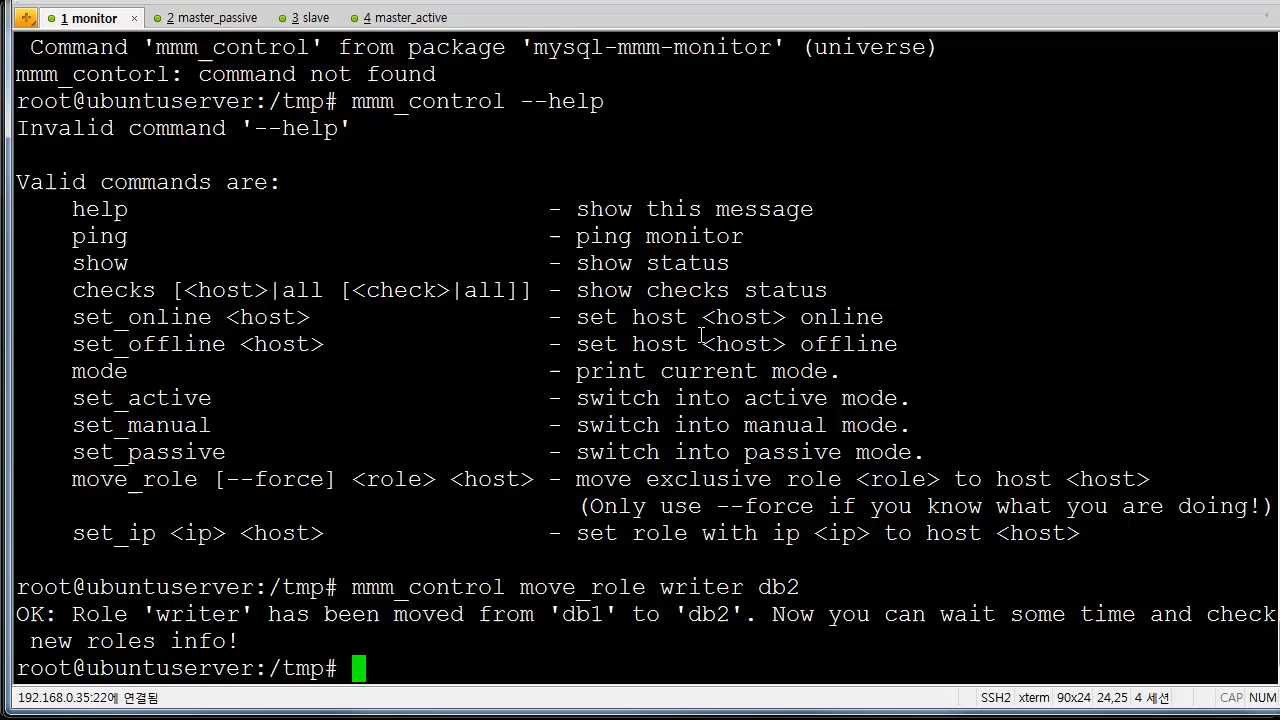 1 monitor × 2 master_passive 3 slave 4 master_active
Command 'mmm_control' from package 'mysql-mmm-monitor' (universe)
mmm_contorl: command not found
root@ubuntuserver:/tmp# mmm_control --help
Invalid command '--help'
Valid commands are:
help - show this message
ping - ping monitor
show - show status
checks [<host>|all [<check>|all]] - show checks status
set_online <host> - set host <host> online
set_offline <host> - set host <host> offline
mode - print current mode.
set_active - switch into active mode.
set_manual - switch into manual mode.
set_passive - switch into passive mode.
move_role [--force] <role> <host> - move exclusive role <role> to host <host>
(Only use --force if you know what you are doing!)
set_ip <ip> <host> - set role with ip <ip> to host <host>
root@ubuntuserver:/tmp# mmm_control move_role writer db2
OK: Role 'writer' has been moved from 'db1' to 'db2'. Now you can wait some time and check
new roles info!
root@ubuntuserver:/tmp#
192.168.0.35:22에 연결됨 SSH2 xterm 90x24 24,25 4 세션 CAP NUM